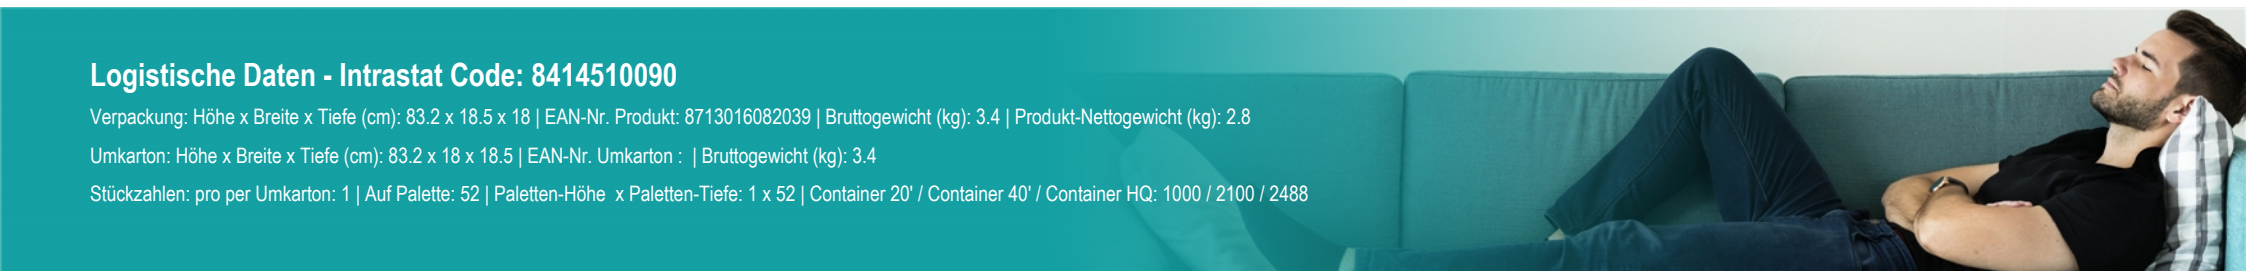 Logistische Daten - Intrastat Code: 8414510090
Verpackung: Höhe x Breite x Tiefe (cm): 83.2 x 18.5 x 18 | EAN-Nr. Produkt: 8713016082039 | Bruttogewicht (kg): 3.4 | Produkt-Nettogewicht (kg): 2.8
Umkarton: Höhe x Breite x Tiefe (cm): 83.2 x 18 x 18.5 | EAN-Nr. Umkarton :  | Bruttogewicht (kg): 3.4
Stückzahlen: pro per Umkarton: 1 | Auf Palette: 52 | Paletten-Höhe  x Paletten-Tiefe: 1 x 52 | Container 20' / Container 40' / Container HQ: 1000 / 2100 / 2488